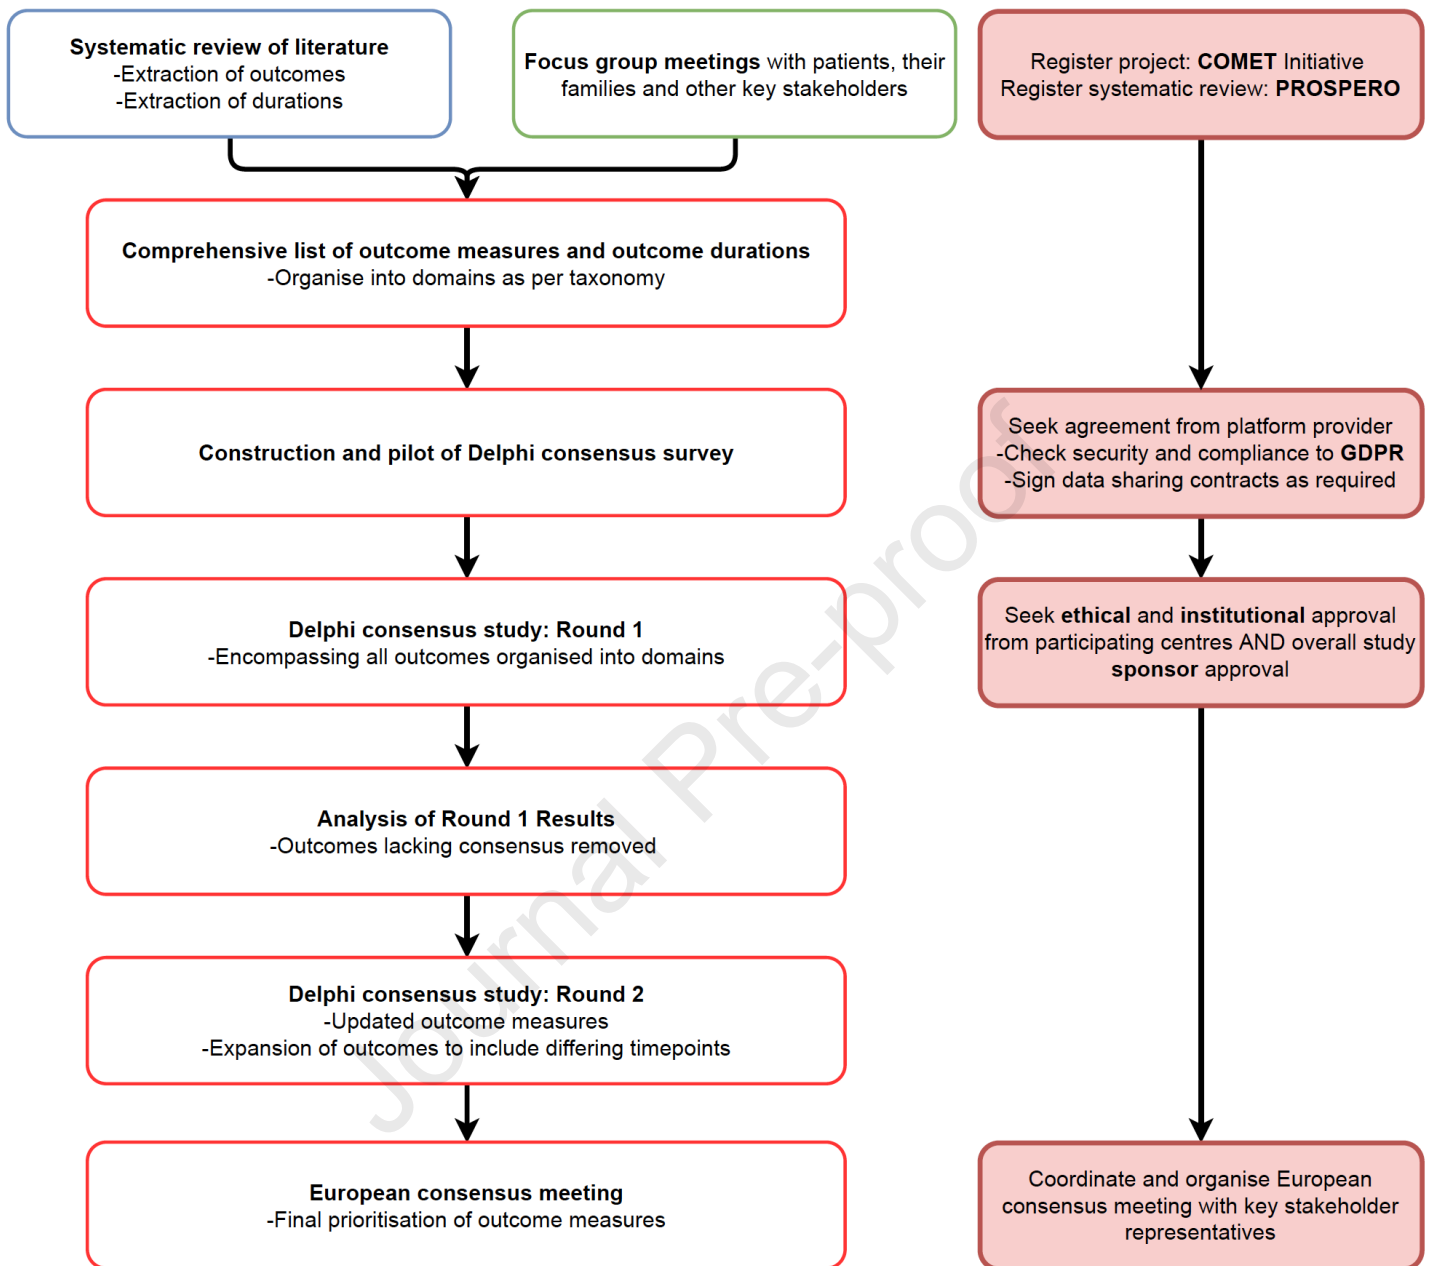 Systematic review of literature
-Extraction of outcomes
-Extraction of durations
Focus group meetings with patients, their
families and other key stakeholders
Register project: COMET Initiative
Register systematic review: PROSPERO
Comprehensive list of outcome measures and outcome durations
-Organise into domains as per taxonomy
Construction and pilot of Delphi consensus survey
Seek agreement from platform provider
-Check security and compliance to GDPR
-Sign data sharing contracts as required
Delphi consensus study: Round 1
-Encompassing all outcomes organised into domains
Seek ethical and institutional approval
from participating centres AND overall study
sponsor approval
Analysis of Round 1 Results
-Outcomes lacking consensus removed
Delphi consensus study: Round 2
-Updated outcome measures
-Expansion of outcomes to include differing timepoints
European consensus meeting
-Final prioritisation of outcome measures
Coordinate and organise European
consensus meeting with key stakeholder
representatives
Journal Pre-proof